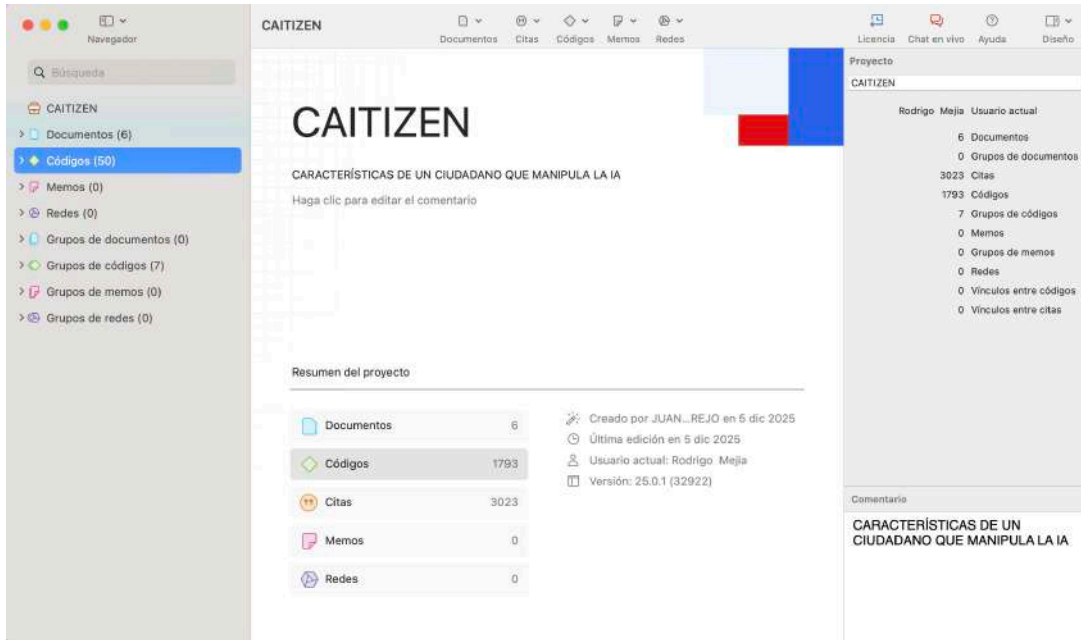 CAITIZEN
Navegador
Documentos
Citas
Códigos
Memos
Redes
Licencia
Chat en vivo
Ayuda
Diseño
Búsqueda
CAITIZEN
Documentos (6)
Códigos (50)
Memos (0)
Redes (0)
Grupos de documentos (0)
Grupos de códigos (7)
Grupos de memos (0)
Grupos de redes (0)
CAITIZEN
CARACTERÍSTICAS DE UN CIUDADANO QUE MANIPULA LA IA
Haga clic para editar el comentario
Resumen del proyecto
Documentos 6
Códigos 1793
Citas 3023
Memos 0
Redes 0
Creado por JUAN...REJO en 5 dic 2025
Última edición en 5 dic 2025
Usuario actual: Rodrigo Mejia
Versión: 25.0.1 (32922)
Proyecto
CAITIZEN
Rodrigo Mejia Usuario actual
6 Documentos
0 Grupos de documentos
3023 Citas
1793 Códigos
7 Grupos de códigos
0 Memos
0 Grupos de memos
0 Redes
0 Vínculos entre códigos
0 Vínculos entre citas
Comentario
CARACTERÍSTICAS DE UN
CIUDADANO QUE MANIPULA LA IA